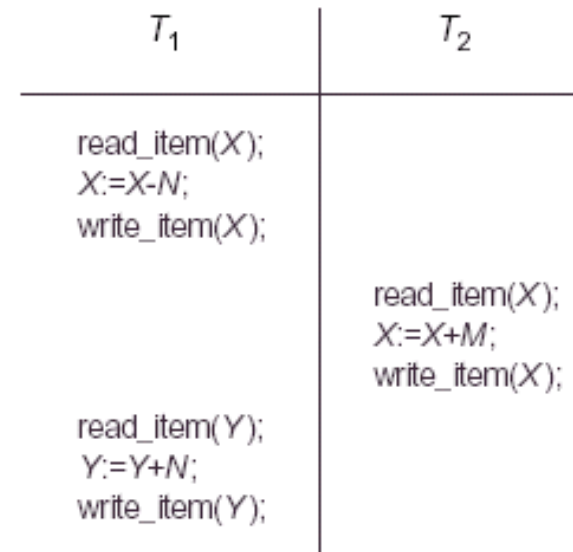 T1 T2
read_item(X);
X:=X-N;
write_item(X);
read_item(X);
X:=X+M;
write_item(X);
read_item(Y);
Y:=Y+N;
write_item(Y);